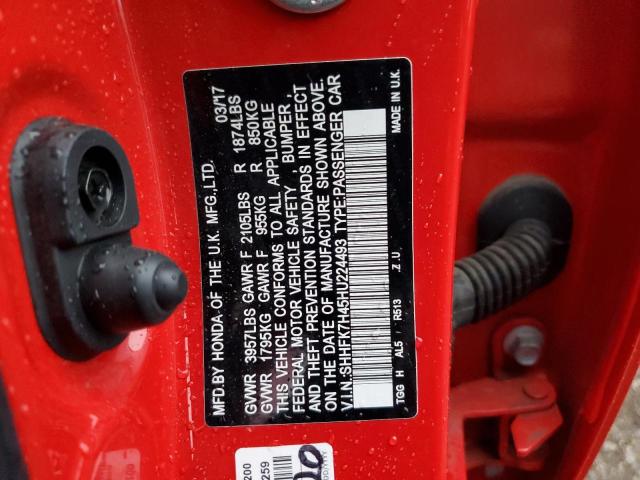 MFD.BY HONDA OF THE U.K. MFG.,LTD. 03/17
GVWR 3957LBS GAWR F 2105LBS R 1874LBS
GVWR 1795KG GAWR F 955KG R 850KG
THIS VEHICLE CONFORMS TO ALL APPLICABLE
FEDERAL MOTOR VEHICLE SAFETY , BUMPER ,
AND THEFT PREVENTION STANDARDS IN EFFECT
ON THE DATE OF MANUFACTURE SHOWN ABOVE.
V.I.N.:SHHFK7H45HU224493 TYPE:PASSENGER CAR
TGG H AL5 R513 Z U MADE IN U.K.
200
259